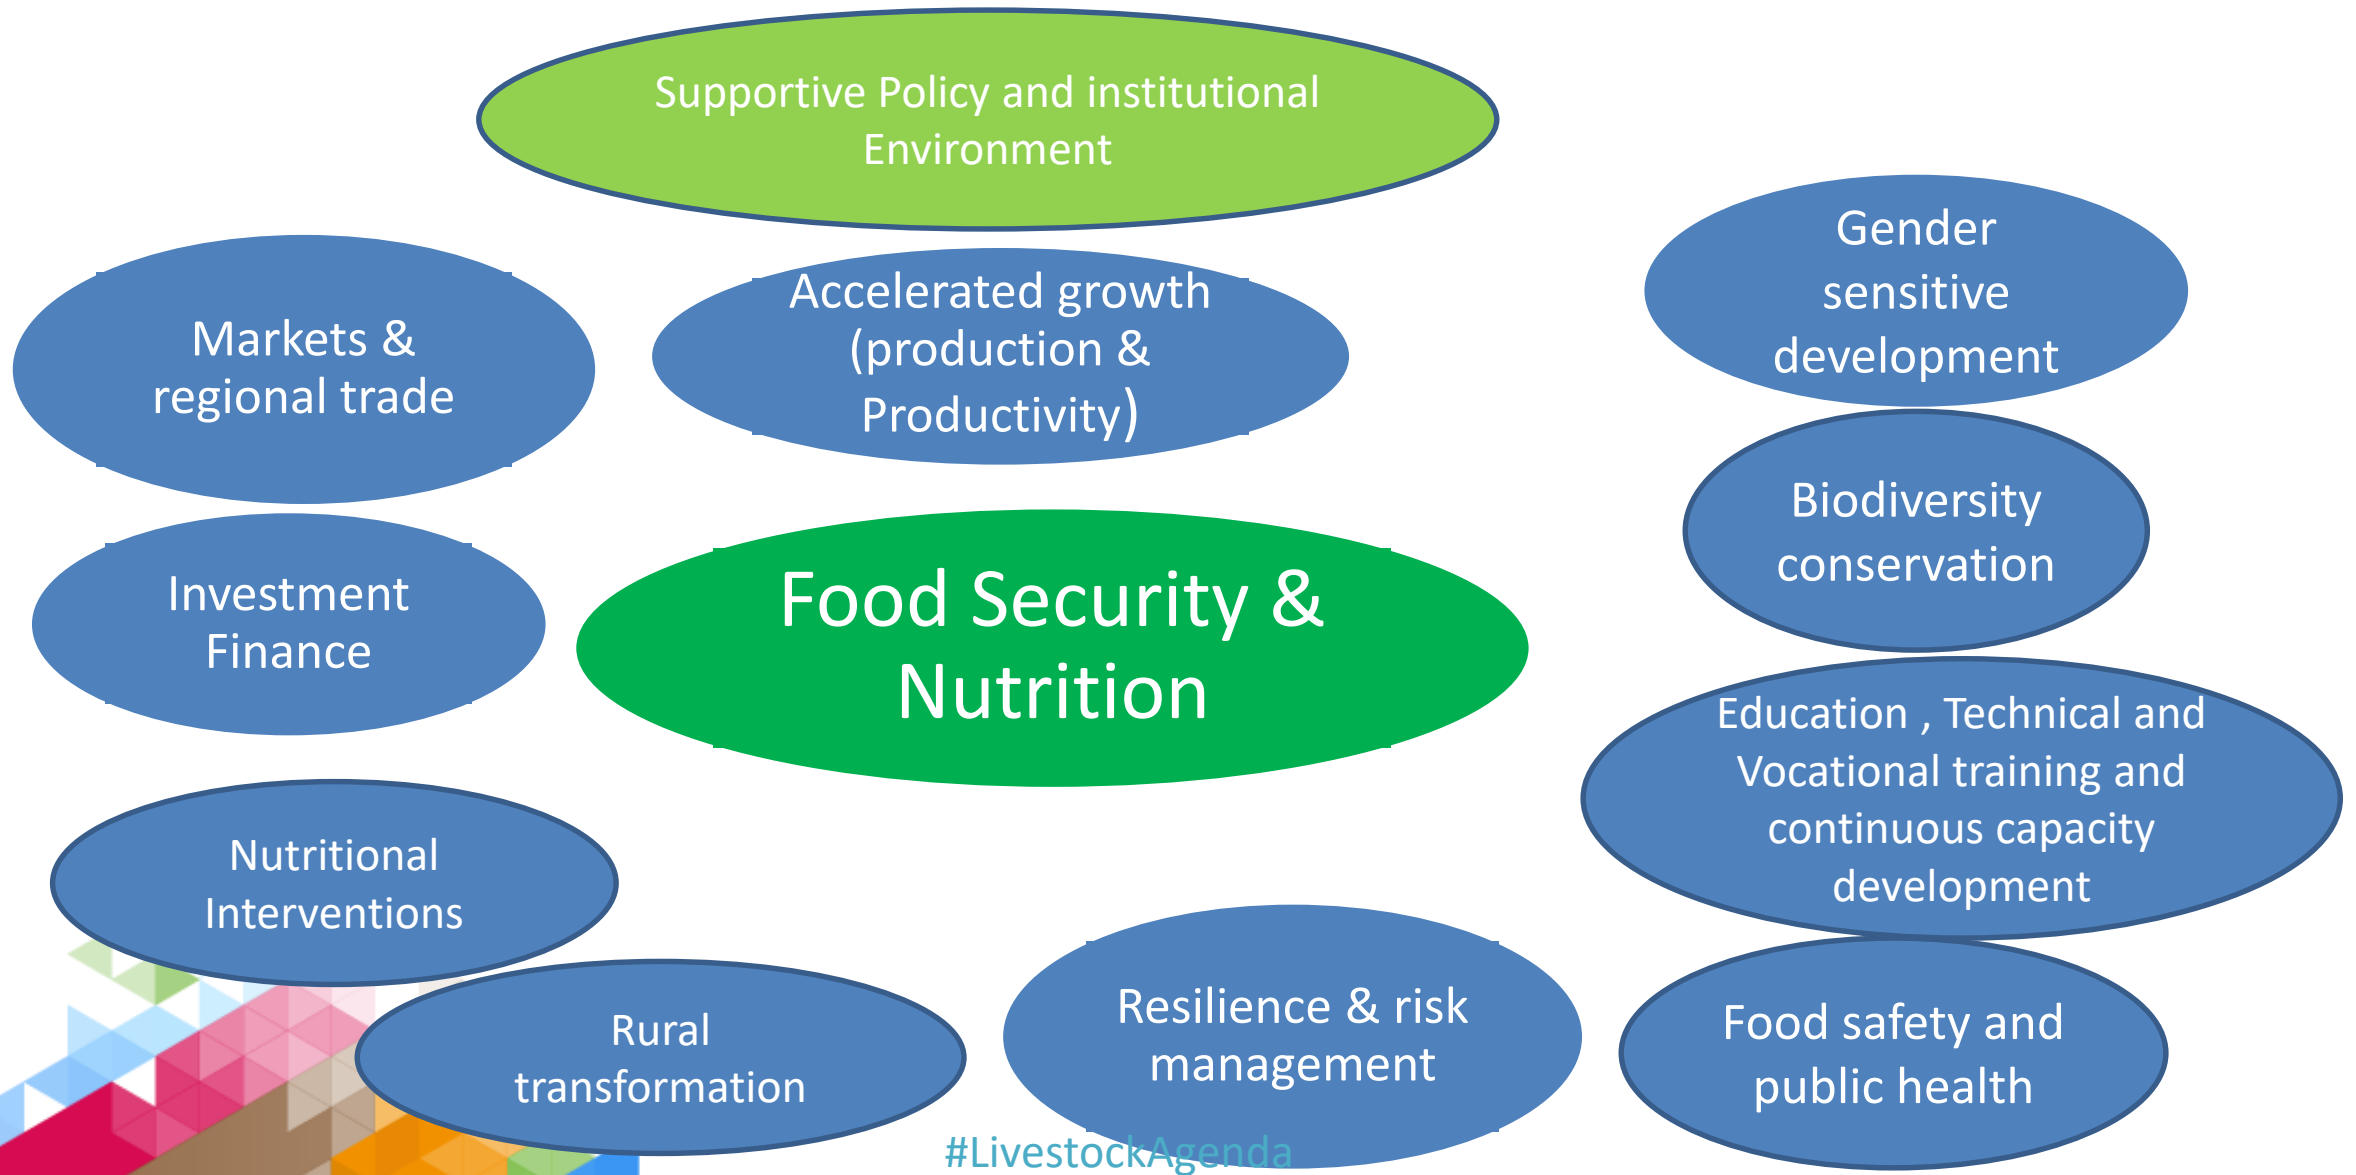 Supportive Policy and institutional
Environment
Markets &
regional trade
Accelerated growth
(production &
Productivity)
Gender
sensitive
development
Investment
Finance
Food Security &
Nutrition
Biodiversity
conservation
Education , Technical and
Vocational training and
continuous capacity
development
Nutritional
Interventions
Rural
transformation
Resilience & risk
management
Food safety and
public health
#LivestockAgenda